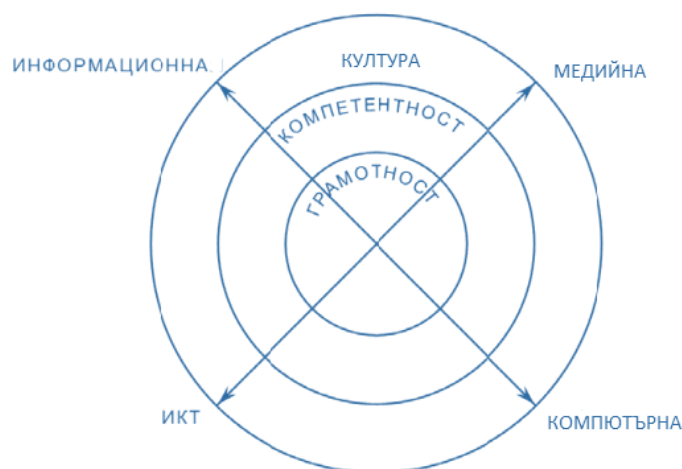 ИНФОРМАЦИОННА
КУЛТУРА
МЕДИЙНА
КОМПЕТЕНТНОСТ
ГРАМОТНОСТ
ИКТ
КОМПЮТЪРНА